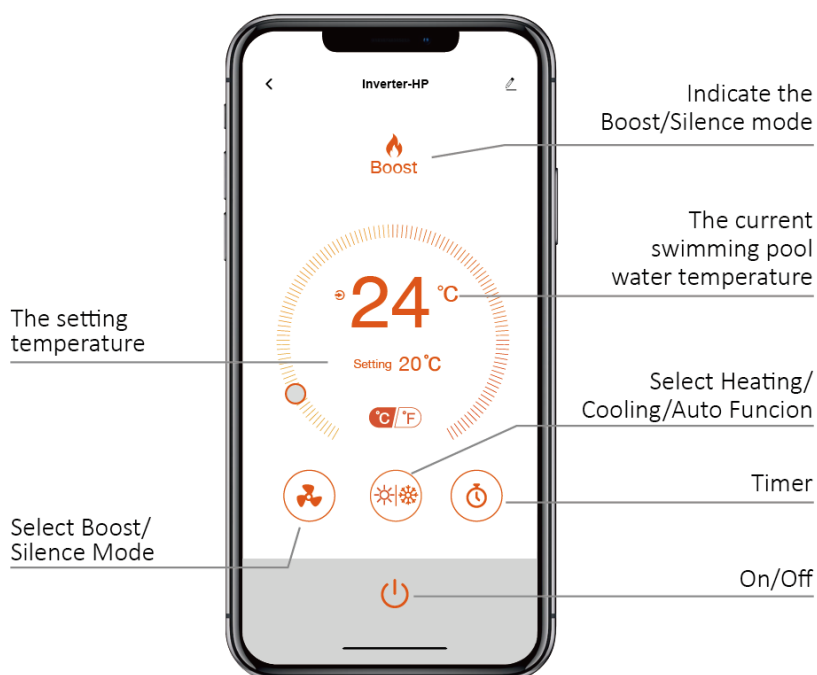 Inverter-HP
Indicate the
Boost/Silence mode
Boost
The current
swimming pool
water temperature
24 °C
The setting
temperature
Setting 20°C
Select Heating/
Cooling/Auto Funcion
°C/°F
Timer
Select Boost/
Silence Mode
On/Off